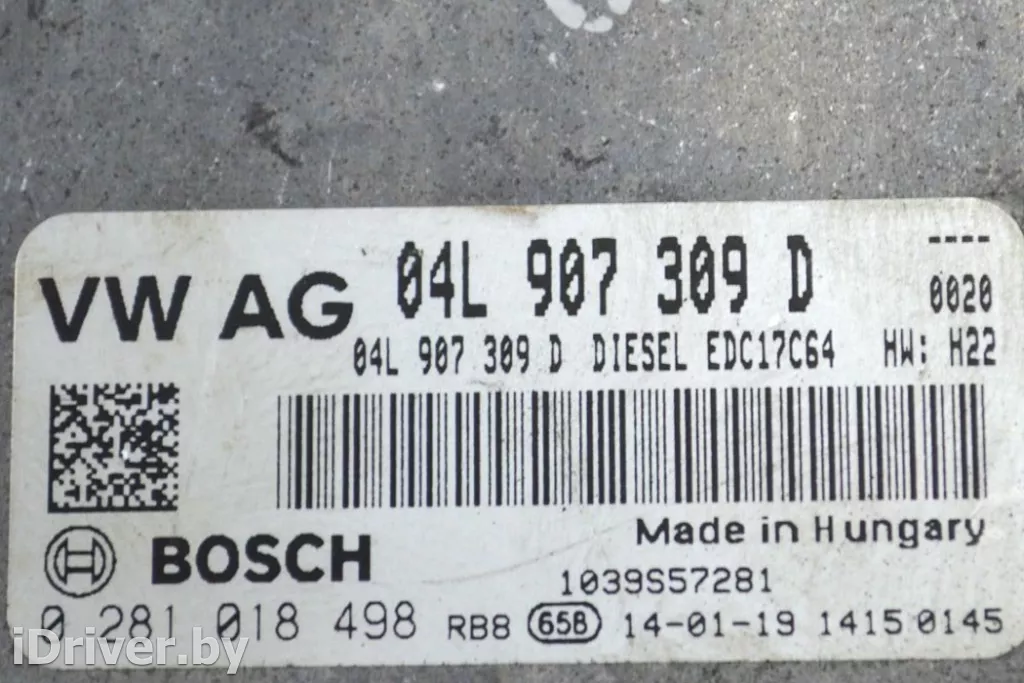 VW AG 04L 907 309 D ----
0020
04L 907 309 D DIESEL EDC17C64 HW: H22
Made in Hungary
BOSCH
1039S57281
0 281 018 498 RB8 65B 14-01-19 1415 0145
iDriver.by